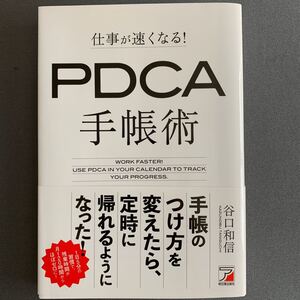 仕事が速くなる!
PDCA
手帳術
WORK FASTER!
USE PDCA IN YOUR CALENDAR TO TRACK
YOUR PROGRESS.
手帳の
つけ方を
変えたら、
定時に
帰れるように
なった!
谷口和信